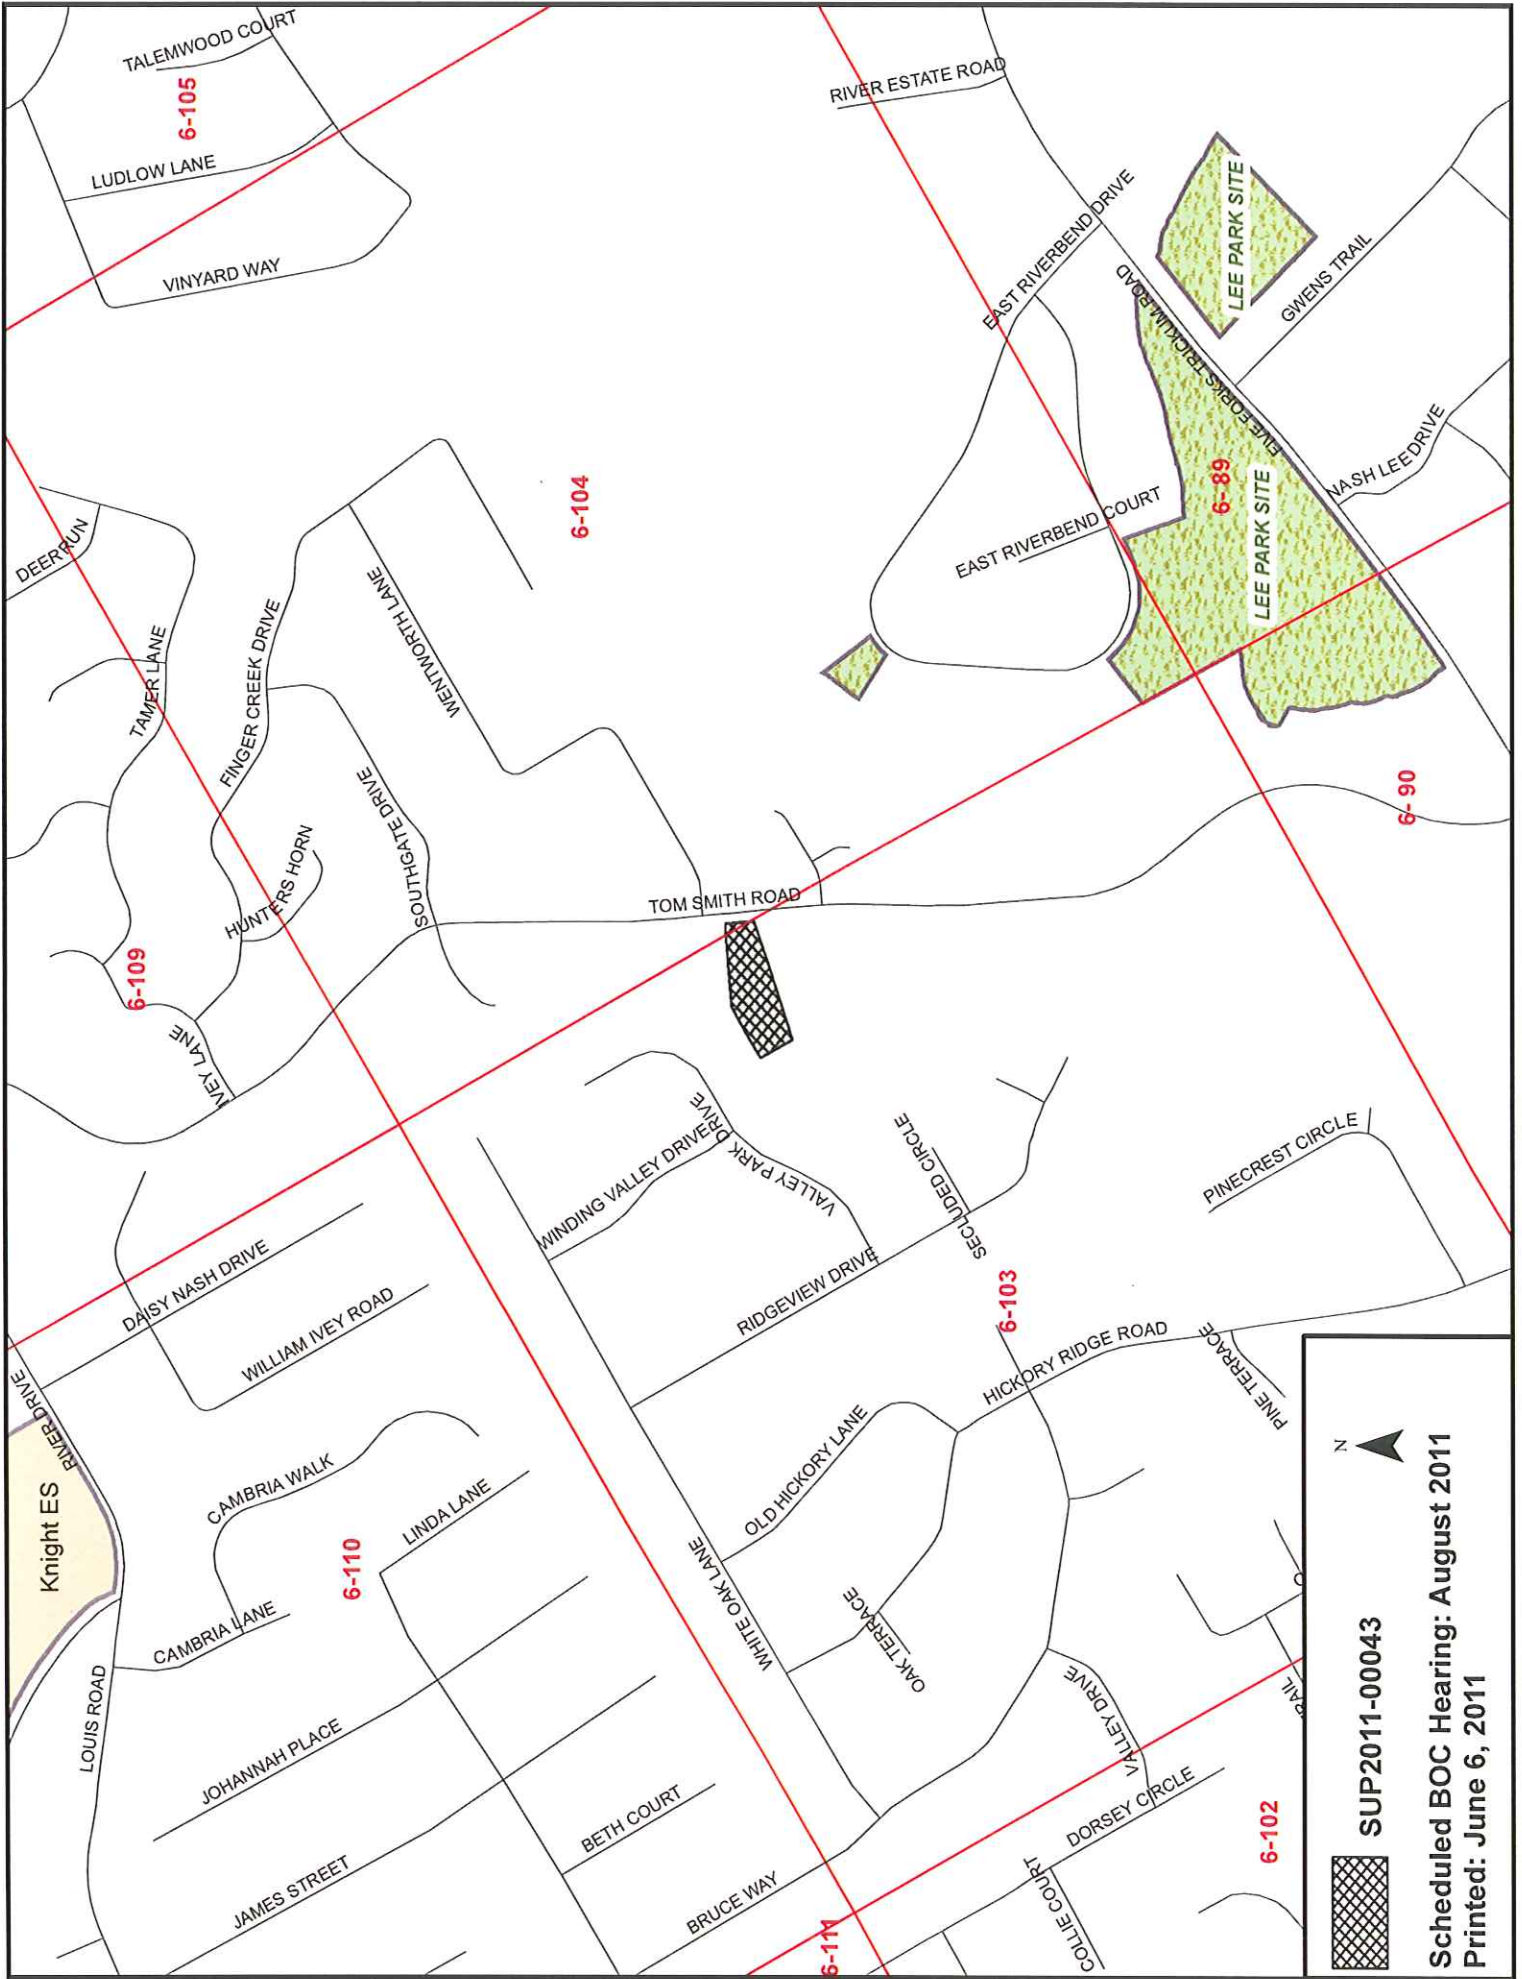 TALEMWOOD COURT
6-105
LUDLOW LANE
VINYARD WAY
RIVER ESTATE ROAD
EAST RIVERBEND DRIVE
LEE PARK SITE
GWENS TRAIL
FIVE FORKS TRICKUM ROAD
6-89
LEE PARK SITE
NASH LEE DRIVE
EAST RIVERBEND COURT
6-104
DEER RUN
TAMER LANE
FINGER CREEK DRIVE
WENTWORTH LANE
SOUTHGATE DRIVE
HUNTERS HORN
6-109
IVEY LANE
TOM SMITH ROAD
6-90
DAISY NASH DRIVE
WILLIAM IVEY ROAD
RIVER DRIVE
Knight ES
CAMBRIA WALK
LINDA LANE
6-110
CAMBRIA LANE
LOUIS ROAD
JOHANNAH PLACE
JAMES STREET
BETH COURT
BRUCE WAY
6-111
WINDING VALLEY DRIVE
VALLEY PARK DRIVE
SECLUDED CIRCLE
RIDGEVIEW DRIVE
PINECREST CIRCLE
6-103
HICKORY RIDGE ROAD
PINE TERRACE
OLD HICKORY LANE
WHITE OAK LANE
OAK TERRACE
VALLEY DRIVE
DORSEY CIRCLE
COLLIE COURT
6-102
N
SUP2011-00043
Scheduled BOC Hearing: August 2011
Printed: June 6, 2011